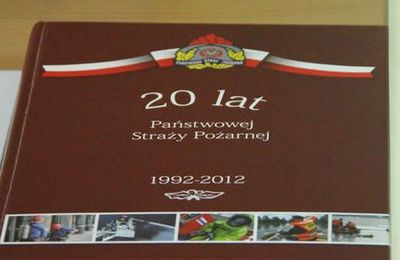 20 lat
Państwowej
Straży Pożarnej
1992-2012